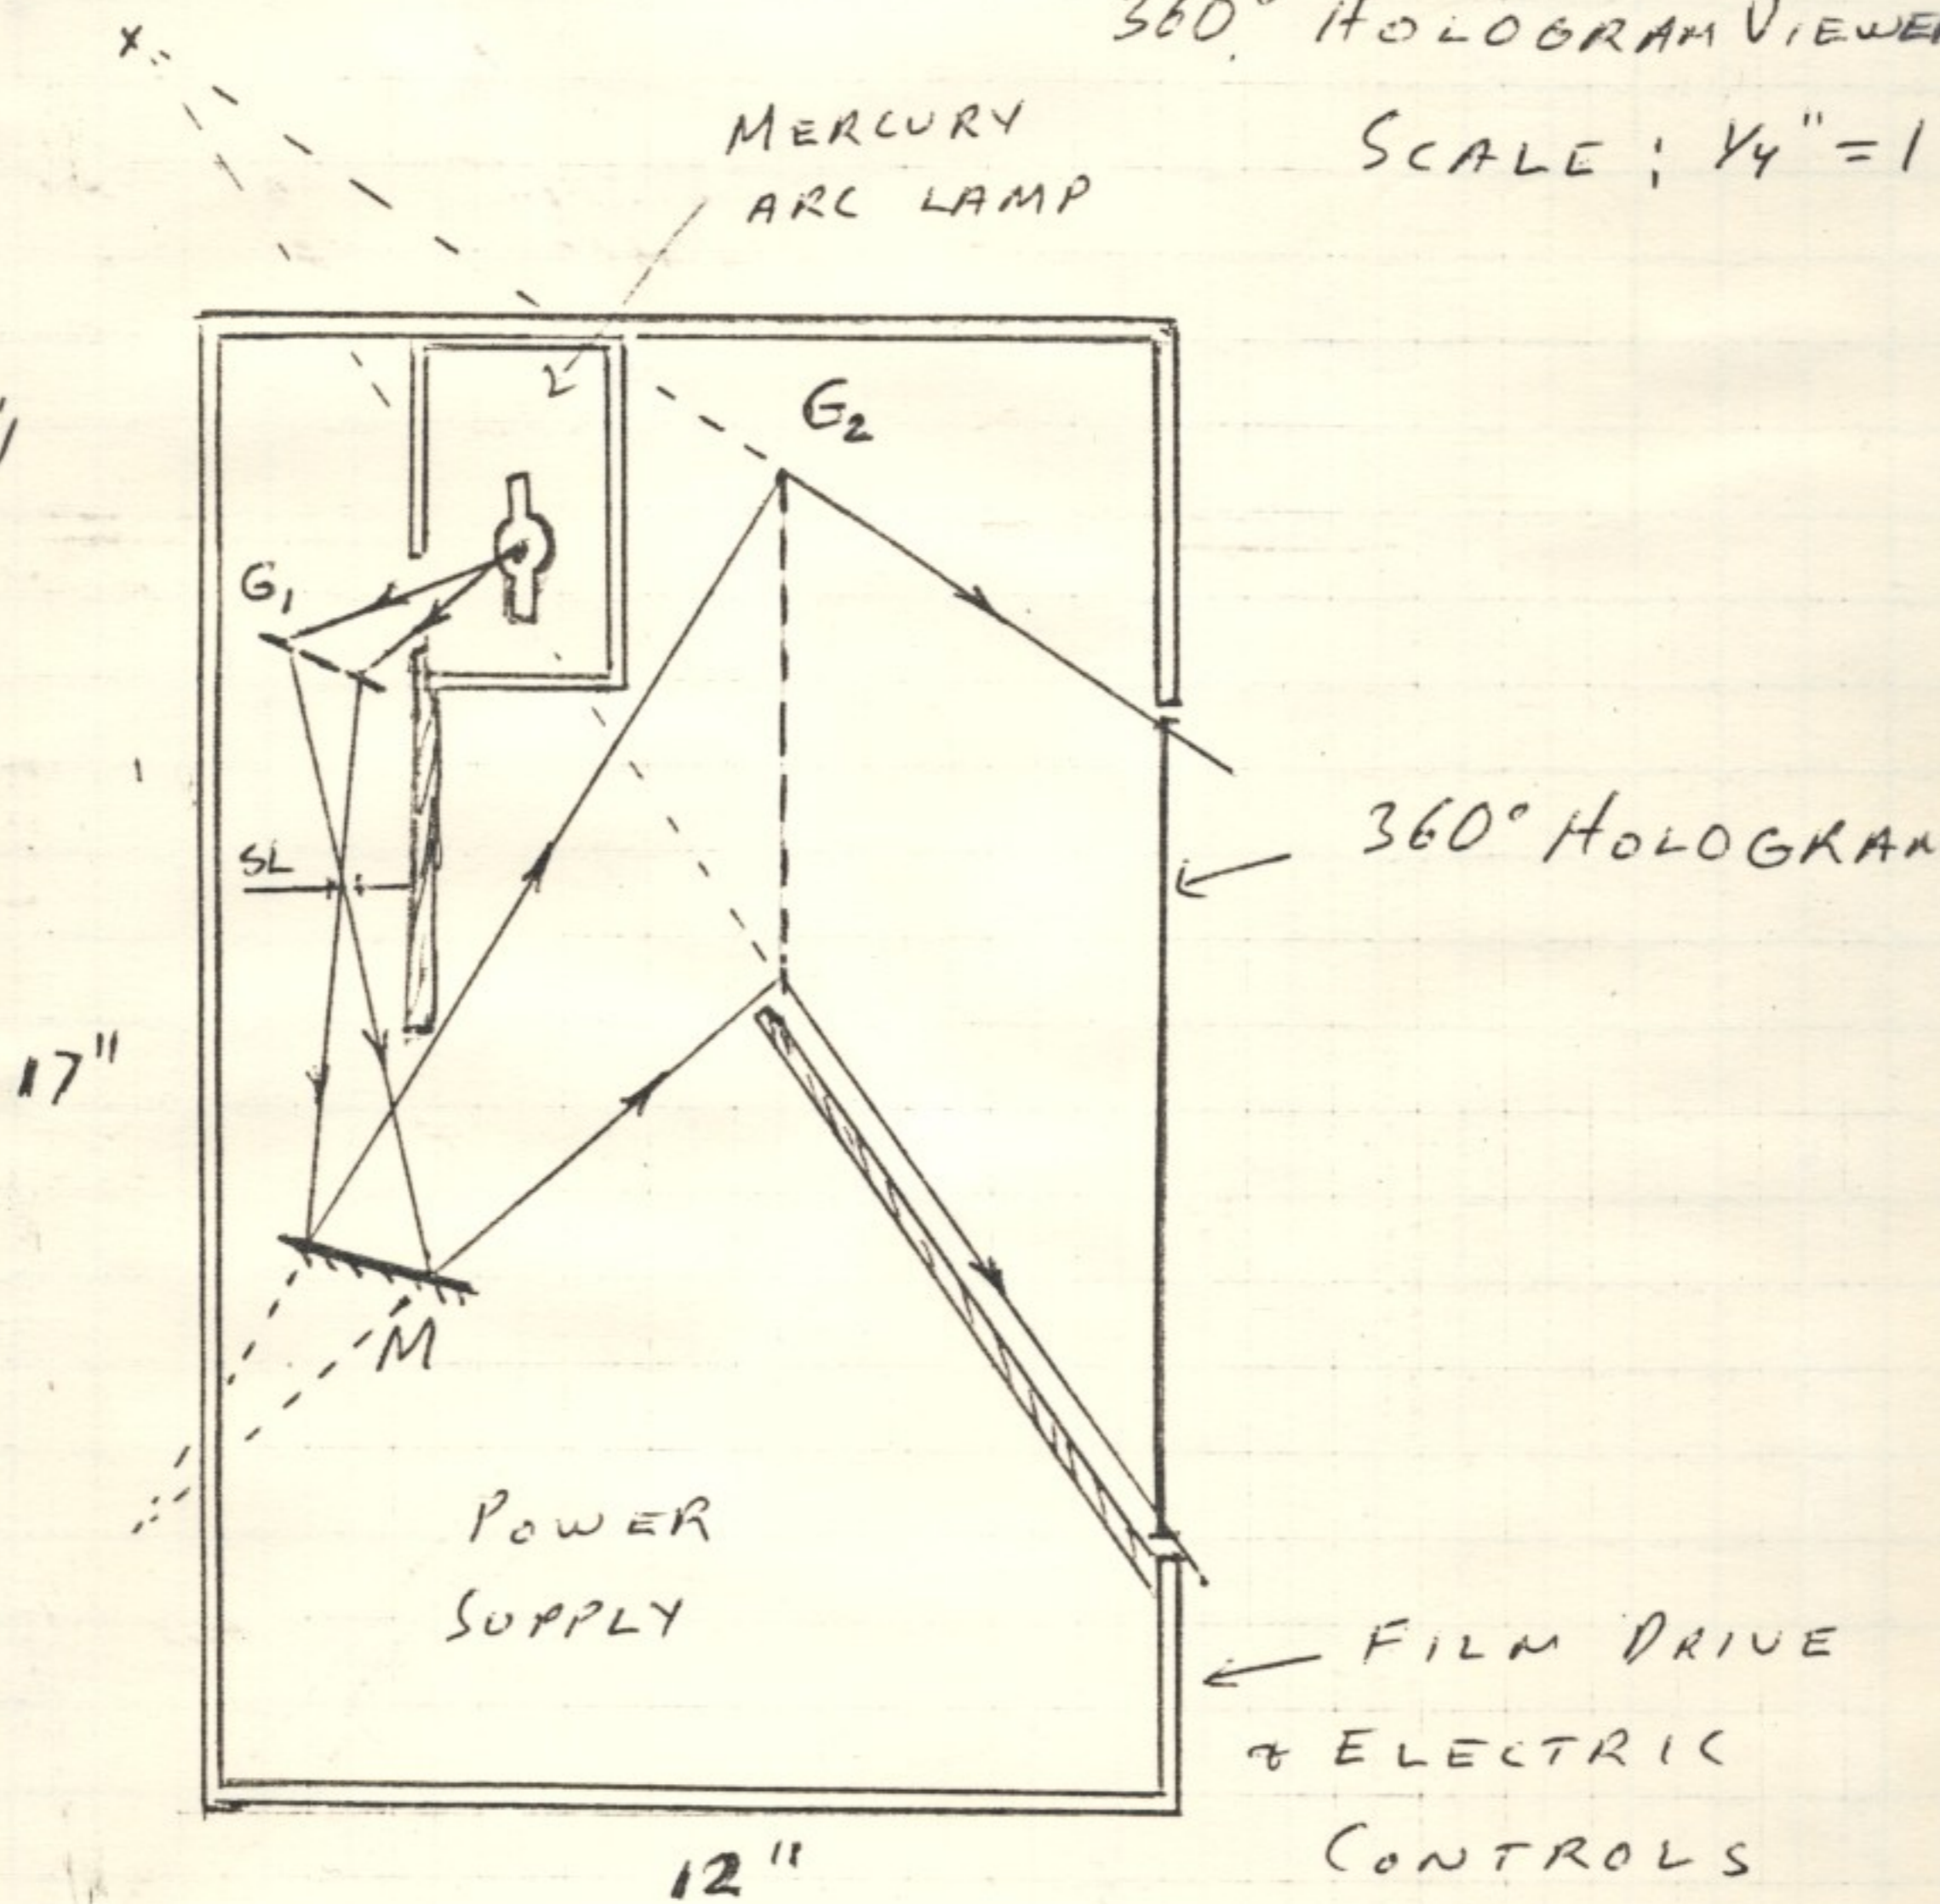 360° HOLOGRAM VIEWER
SCALE: 1/4" = 1
MERCURY
ARC LAMP
G2
G1
SL
360° HOLOGRAM
17"
M
POWER
SUPPLY
FILM DRIVE
& ELECTRIC
CONTROLS
12"